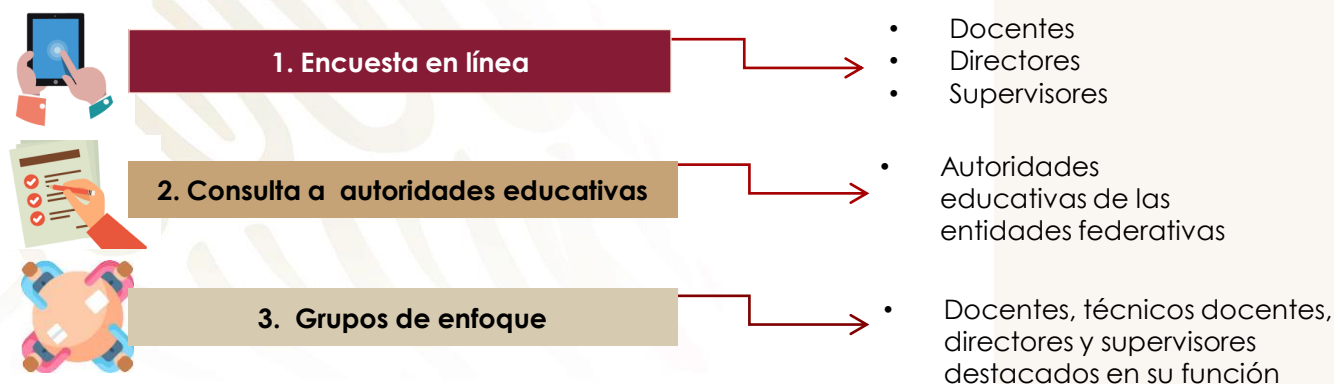 1. Encuesta en línea
• Docentes
• Directores
• Supervisores
2. Consulta a autoridades educativas
• Autoridades
educativas de las
entidades federativas
3. Grupos de enfoque
• Docentes, técnicos docentes,
directores y supervisores
destacados en su función